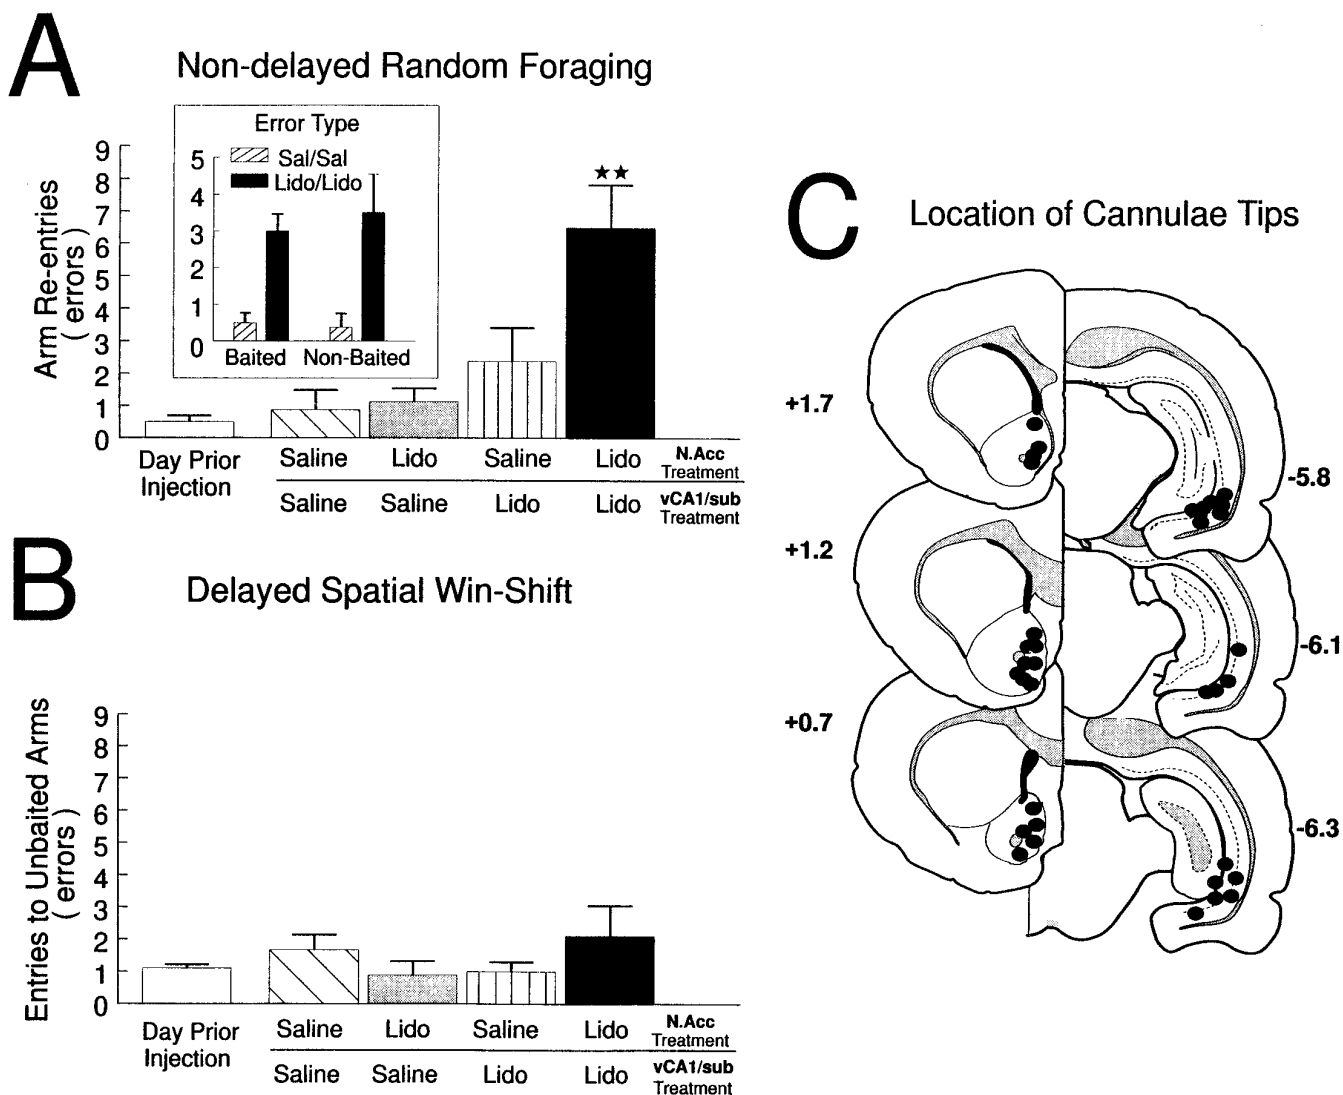 A
Non-delayed Random Foraging
Error Type
Sal/Sal
Lido/Lido
5
4
3
2
1
0
Baited Non-Baited
Arm Re-entries
( errors )
9
8
7
6
5
4
3
2
1
0
★★
Day Prior
Injection
Saline Lido Saline Lido N.Acc
Treatment
Saline Saline Lido Lido vCA1/sub
Treatment
B
Delayed Spatial Win-Shift
Entries to Unbaited Arms
( errors )
9
8
7
6
5
4
3
2
1
0
Day Prior
Injection
Saline Lido Saline Lido N.Acc
Treatment
Saline Saline Lido Lido vCA1/sub
Treatment
C
Location of Cannulae Tips
+1.7
+1.2
+0.7
-5.8
-6.1
-6.3